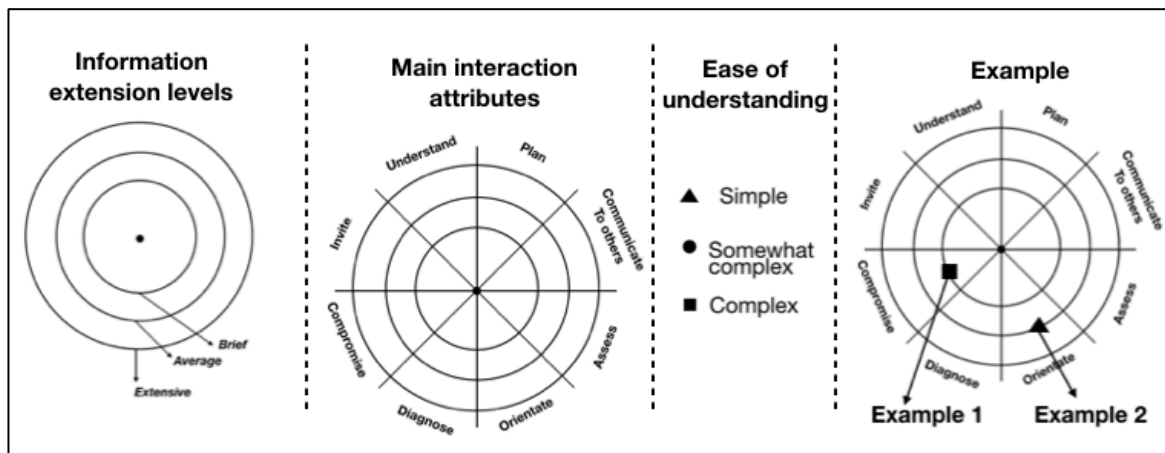 Information
extension levels
Brief
Average
Extensive
Main interaction
attributes
Understand
Plan
Communicate
To others
Invite
Compromise
Assess
Diagnose
Orientate
Ease of
understanding
Simple
Somewhat
complex
Complex
Example
Understand
Plan
Communicate
To others
Invite
Compromise
Assess
Diagnose
Orientate
Example 1
Example 2